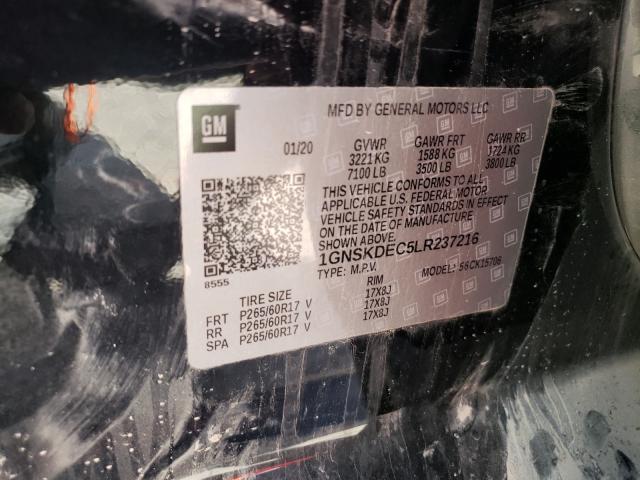 GM
MFD BY GENERAL MOTORS LLC
01/20 GVWR GAWR FRT GAWR RR
3221 KG 1588 KG 1724 KG
7100 LB 3500 LB 3800 LB
THIS VEHICLE CONFORMS TO ALL
APPLICABLE U.S. FEDERAL MOTOR
VEHICLE SAFETY STANDARDS IN EFFECT
ON THE DATE OF MANUFACTURE
SHOWN ABOVE.
1GNSKDEC5LR237216
TYPE: M.P.V. MODEL: 56CK15706
8555
TIRE SIZE RIM
FRT P265/60R17 V 17X8J
RR P265/60R17 V 17X8J
SPA P265/60R17 V 17X8J